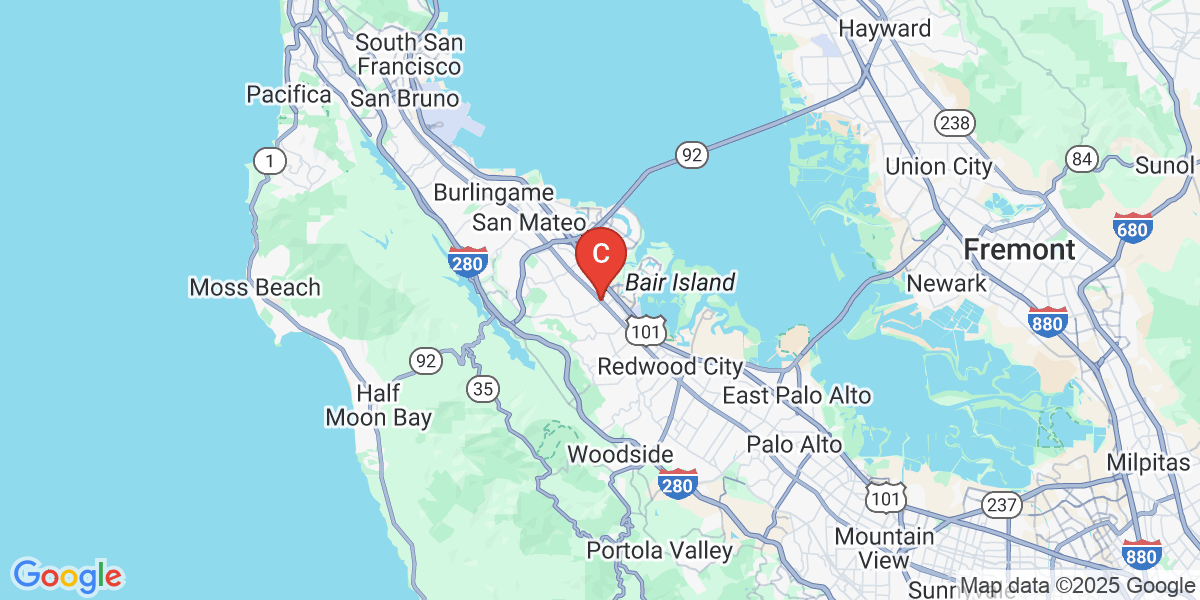 Hayward
South San
Francisco
Pacifica
San Bruno
238
1
92
84
Union City
Sunol
Burlingame
San Mateo
680
Fremont
280
C
Bair Island
Newark
Moss Beach
880
101
92
Redwood City
35
East Palo Alto
Half
Moon Bay
Palo Alto
Woodside
Milpitas
280
101
237
Mountain
View
Portola Valley
880
Google
Sunnyvale
Map data ©2025 Google